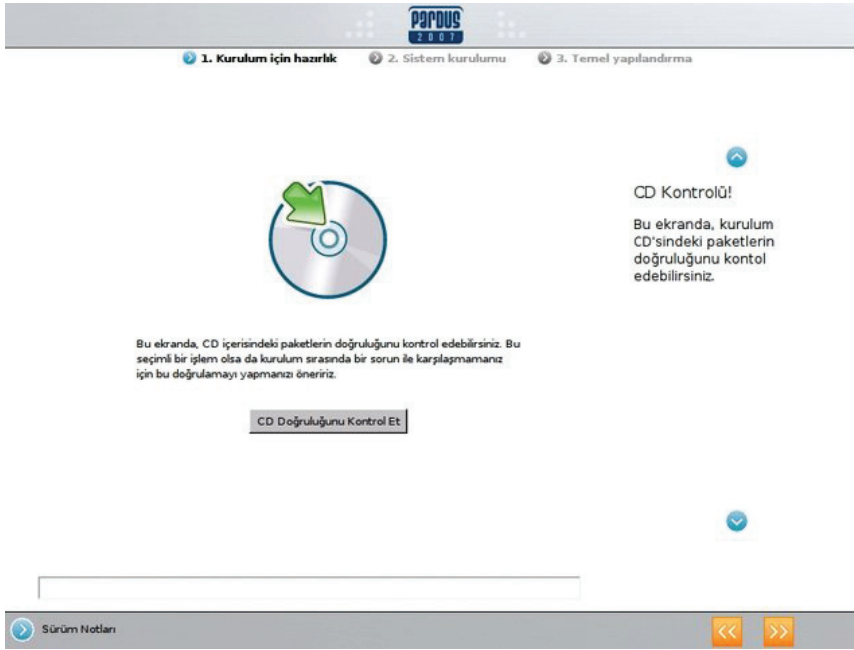 PARDUS
2007
1. Kurulum için hazırlık
2. Sistem kurulumu
3. Temel yapılandırma
CD Kontrolü!
Bu ekranda, kurulum
CD'sindeki paketlerin
doğruluğunu kontol
edebilirsiniz.
Bu ekranda, CD içerisindeki paketlerin doğruluğunu kontrol edebilirsiniz. Bu
seçimli bir işlem olsa da kurulum sırasında bir sorun ile karşılaşmamanız
için bu doğrulamayı yapmanızı öneririz.
CD Doğruluğunu Kontrol Et
Sürüm Notları